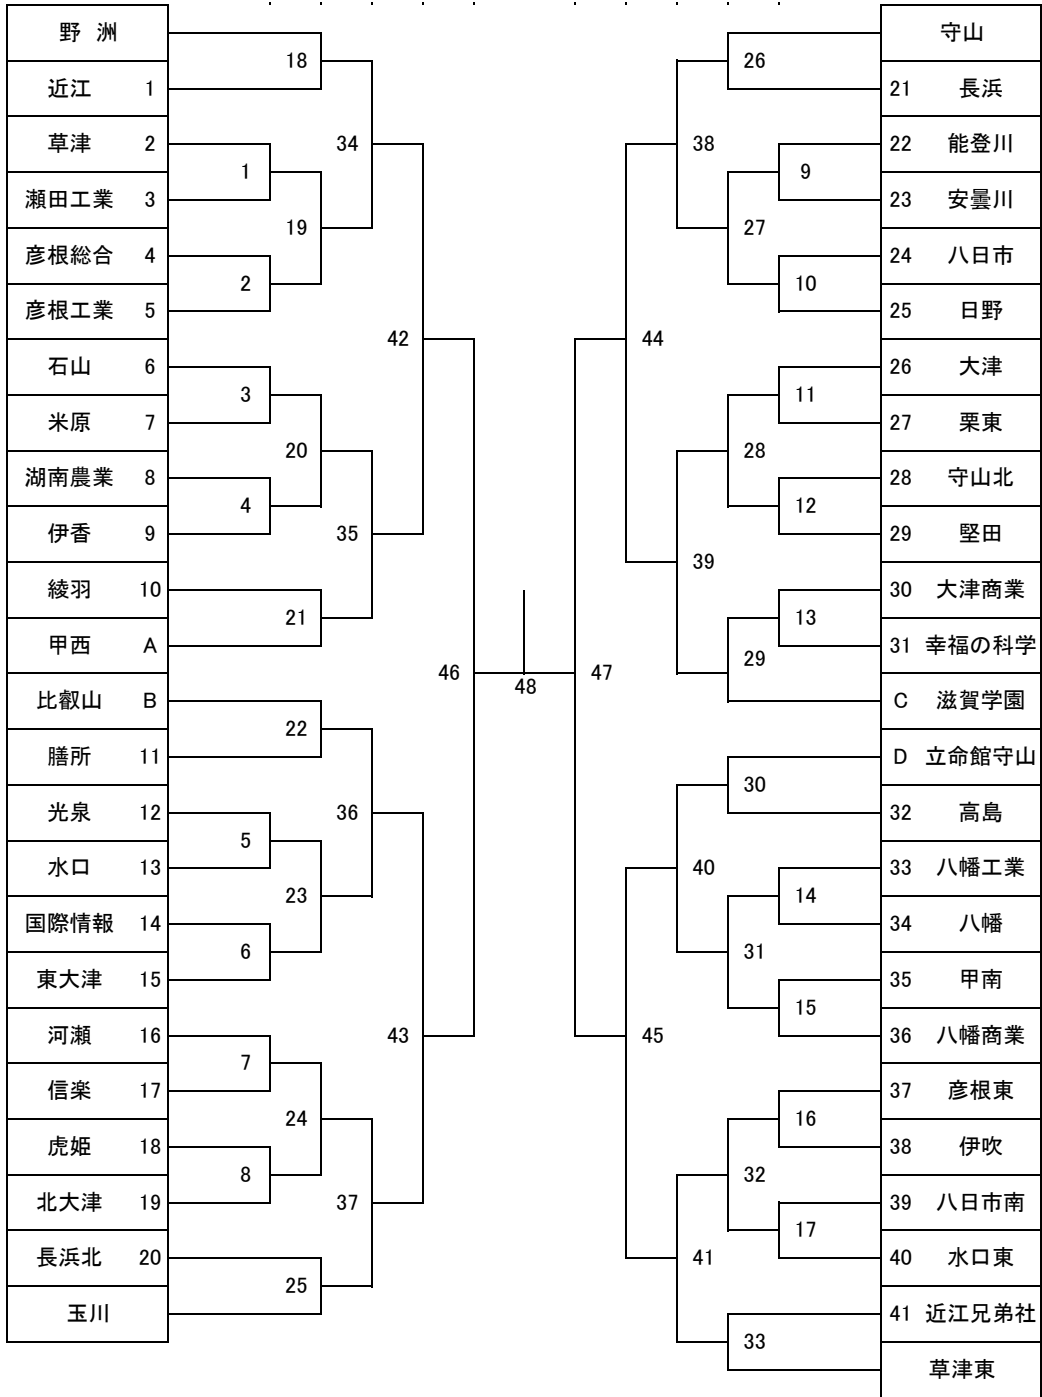 野 洲
近江 1
草津 2
瀬田工業 3
彦根総合 4
彦根工業 5
石山 6
米原 7
湖南農業 8
伊香 9
綾羽 10
甲西 A
比叡山 B
膳所 11
光泉 12
水口 13
国際情報 14
東大津 15
河瀬 16
信楽 17
虎姫 18
北大津 19
長浜北 20
玉川
1
2
3
4
5
6
7
8
18
19
20
21
22
23
24
25
34
35
36
37
42
43
46
48
47
44
45
38
39
40
41
26
27
28
29
30
31
32
33
9
10
11
12
13
14
15
16
17
守山
21 長浜
22 能登川
23 安曇川
24 八日市
25 日野
26 大津
27 栗東
28 守山北
29 堅田
30 大津商業
31 幸福の科学
C 滋賀学園
D 立命館守山
32 高島
33 八幡工業
34 八幡
35 甲南
36 八幡商業
37 彦根東
38 伊吹
39 八日市南
40 水口東
41 近江兄弟社
草津東